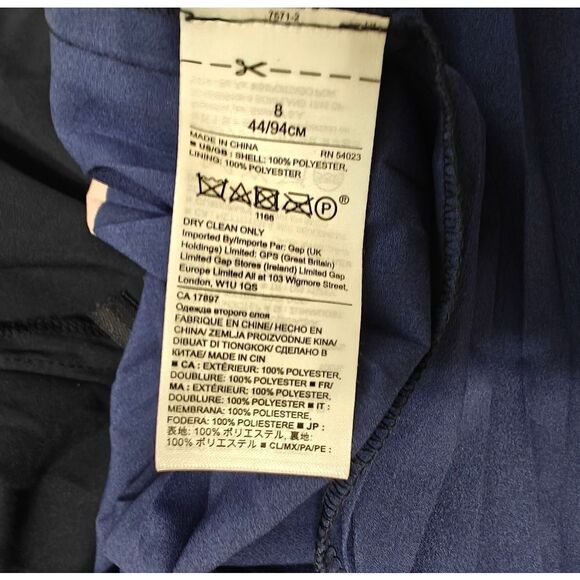 7571-2
8
44/94CM
MADE IN CHINA RN 54023
■ US/GB : SHELL: 100% POLYESTER,
LINING: 100% POLYESTER.
P ®
1166
DRY CLEAN ONLY
Imported By/Importe Par: Gap (UK
Holdings) Limited: GPS (Great Britain)
Limited Gap Stores (Ireland) Limited Gap
Europe Limited All at 103 Wigmore Street,
London, W1U 1QS
CA 17897
Одежда второго слоя
FABRIQUE EN CHINE/ HECHO EN
CHINA/ ZEMLJA PROIZVODNJE KINA/
DIBUAT DI TIONGKOK/ СДЕЛАНО В
КИТАЕ/ MADE IN CIN
■ CA : EXTÉRIEUR: 100% POLYESTER,
DOUBLURE: 100% POLYESTER ■ FR/
MA : EXTÉRIEUR: 100% POLYESTER,
DOUBLURE: 100% POLYESTER ■ IT :
MEMBRANA: 100% POLIESTERE,
FODERA: 100% POLIESTERE ■ JP :
表地: 100% ポリエステル, 裏地:
100% ポリエステル ■ CL/MX/PA/PE :